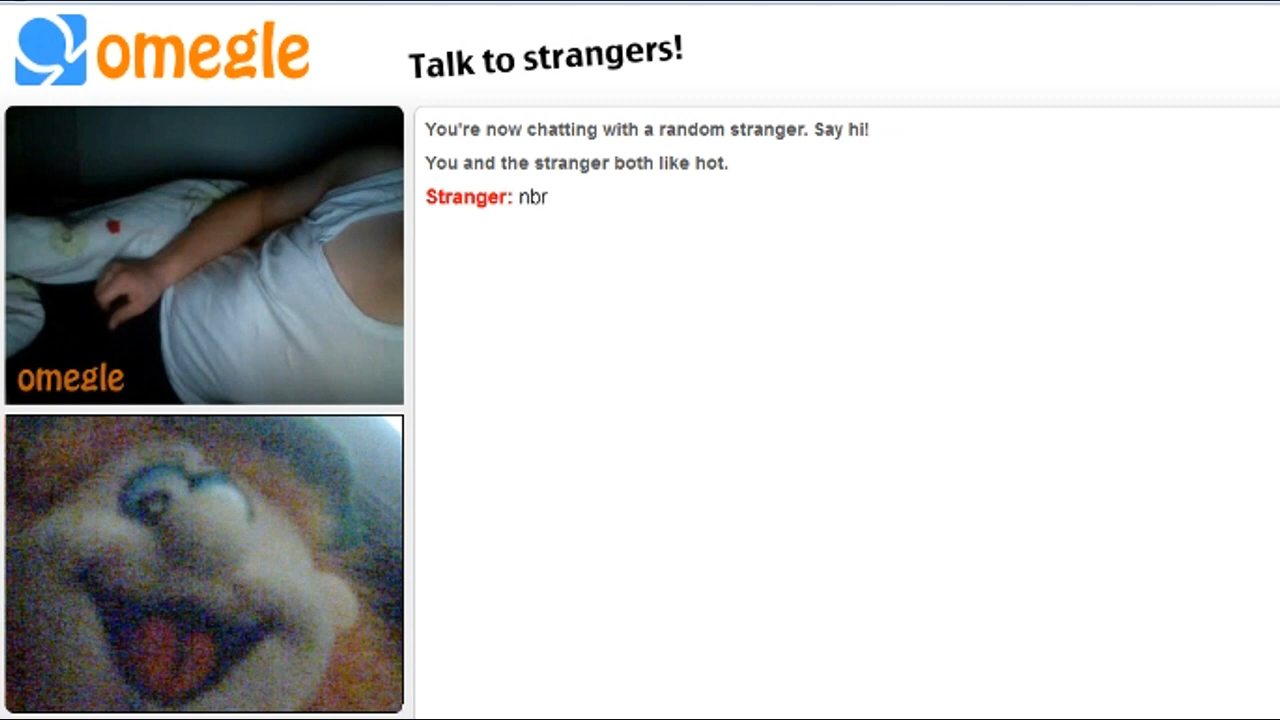 omegle
Talk to strangers!
You're now chatting with a random stranger. Say hi!
You and the stranger both like hot.
Stranger: nbr
omegle